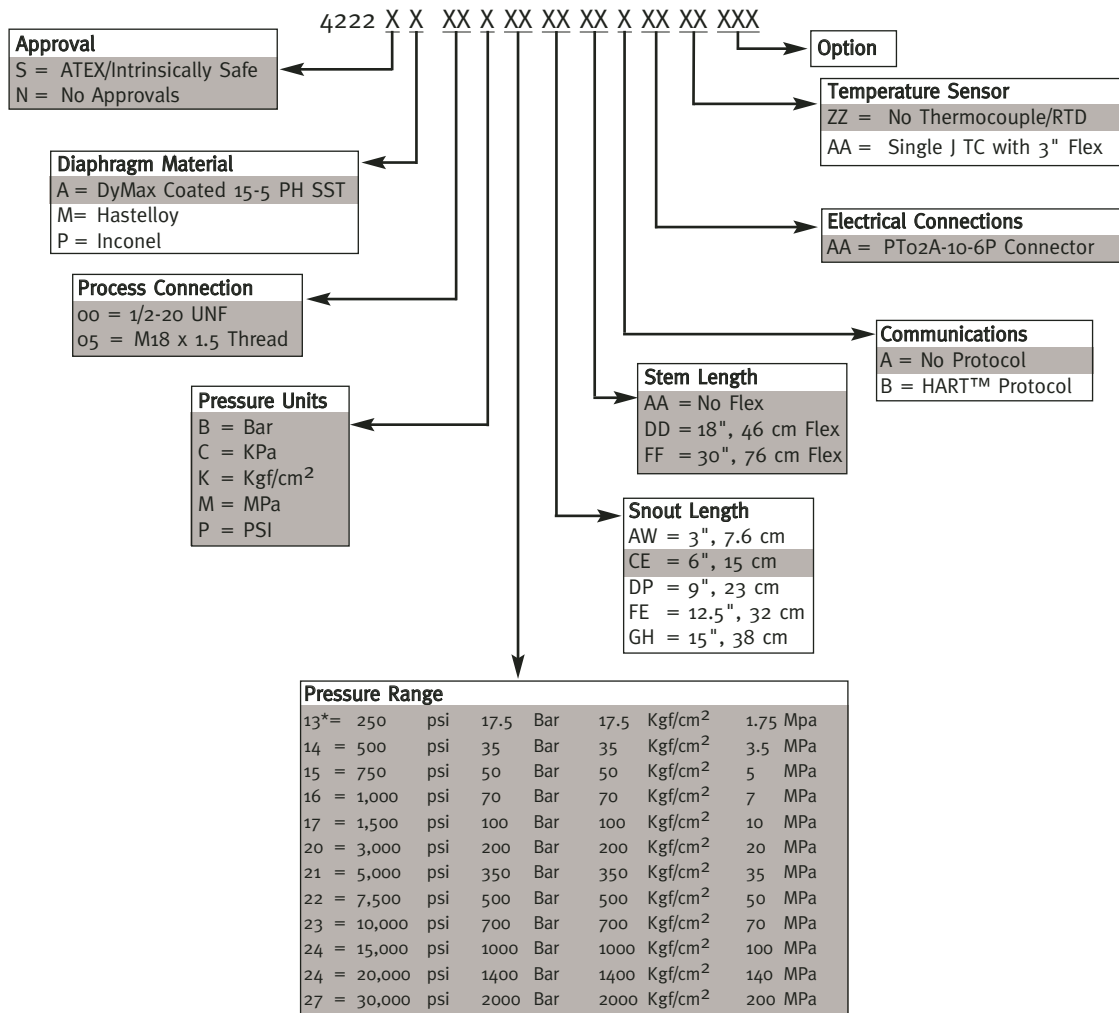 4222 X X XX X XX XX XX X XX XX XXX
Approval
S = ATEX/Intrinsically Safe
N = No Approvals
Option
Temperature Sensor
ZZ = No Thermocouple/RTD
AA = Single J TC with 3" Flex
Diaphragm Material
A = DyMax Coated 15-5 PH SST
M= Hastelloy
P = Inconel
Electrical Connections
AA = PT02A-10-6P Connector
Process Connection
00 = 1/2-20 UNF
05 = M18 x 1.5 Thread
Communications
A = No Protocol
B = HART™ Protocol
Stem Length
AA = No Flex
DD = 18", 46 cm Flex
FF = 30", 76 cm Flex
Pressure Units
B = Bar
C = KPa
K = Kgf/cm²
M = MPa
P = PSI
Snout Length
AW = 3", 7.6 cm
CE = 6", 15 cm
DP = 9", 23 cm
FE = 12.5", 32 cm
GH = 15", 38 cm
Pressure Range
13*= 250 psi 17.5 Bar 17.5 Kgf/cm² 1.75 Mpa
14 = 500 psi 35 Bar 35 Kgf/cm² 3.5 MPa
15 = 750 psi 50 Bar 50 Kgf/cm² 5 MPa
16 = 1,000 psi 70 Bar 70 Kgf/cm² 7 MPa
17 = 1,500 psi 100 Bar 100 Kgf/cm² 10 MPa
20 = 3,000 psi 200 Bar 200 Kgf/cm² 20 MPa
21 = 5,000 psi 350 Bar 350 Kgf/cm² 35 MPa
22 = 7,500 psi 500 Bar 500 Kgf/cm² 50 MPa
23 = 10,000 psi 700 Bar 700 Kgf/cm² 70 MPa
24 = 15,000 psi 1000 Bar 1000 Kgf/cm² 100 MPa
24 = 20,000 psi 1400 Bar 1400 Kgf/cm² 140 MPa
27 = 30,000 psi 2000 Bar 2000 Kgf/cm² 200 MPa